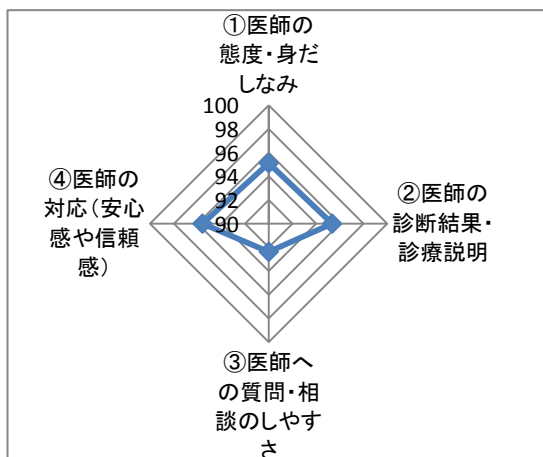 ①医師の
態度・身だ
しなみ
100
98
96
94
92
90
④医師の
対応（安心
感や信頼
感）
②医師の
診断結果・
診療説明
③医師へ
の質問・相
談のしやす
さ